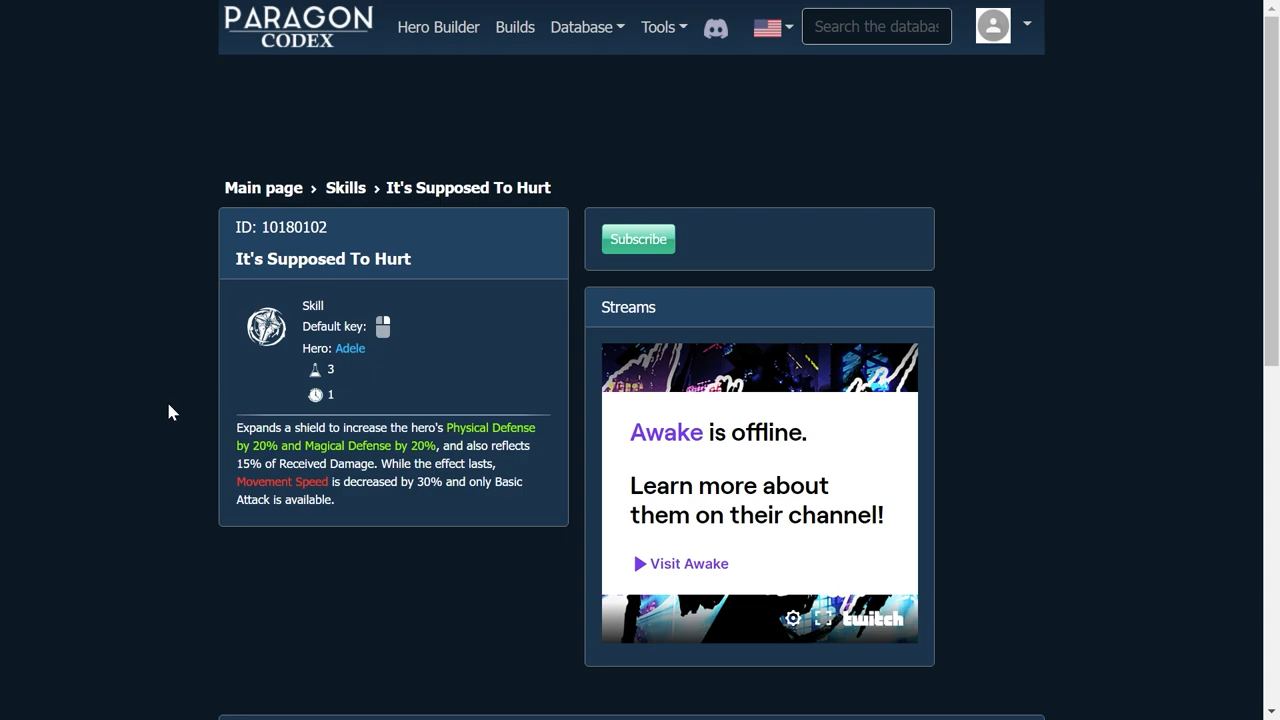 PARAGON
CODEX
Hero Builder
Builds
Database
Tools
Search the databas
Main page › Skills › It's Supposed To Hurt
ID: 10180102
It's Supposed To Hurt
Skill
Default key:
Hero: Adele
3
1
Expands a shield to increase the hero's Physical Defense
by 20% and Magical Defense by 20%, and also reflects
15% of Received Damage. While the effect lasts,
Movement Speed is decreased by 30% and only Basic
Attack is available.
Subscribe
Streams
Awake is offline.
Learn more about
them on their channel!
Visit Awake
twitch